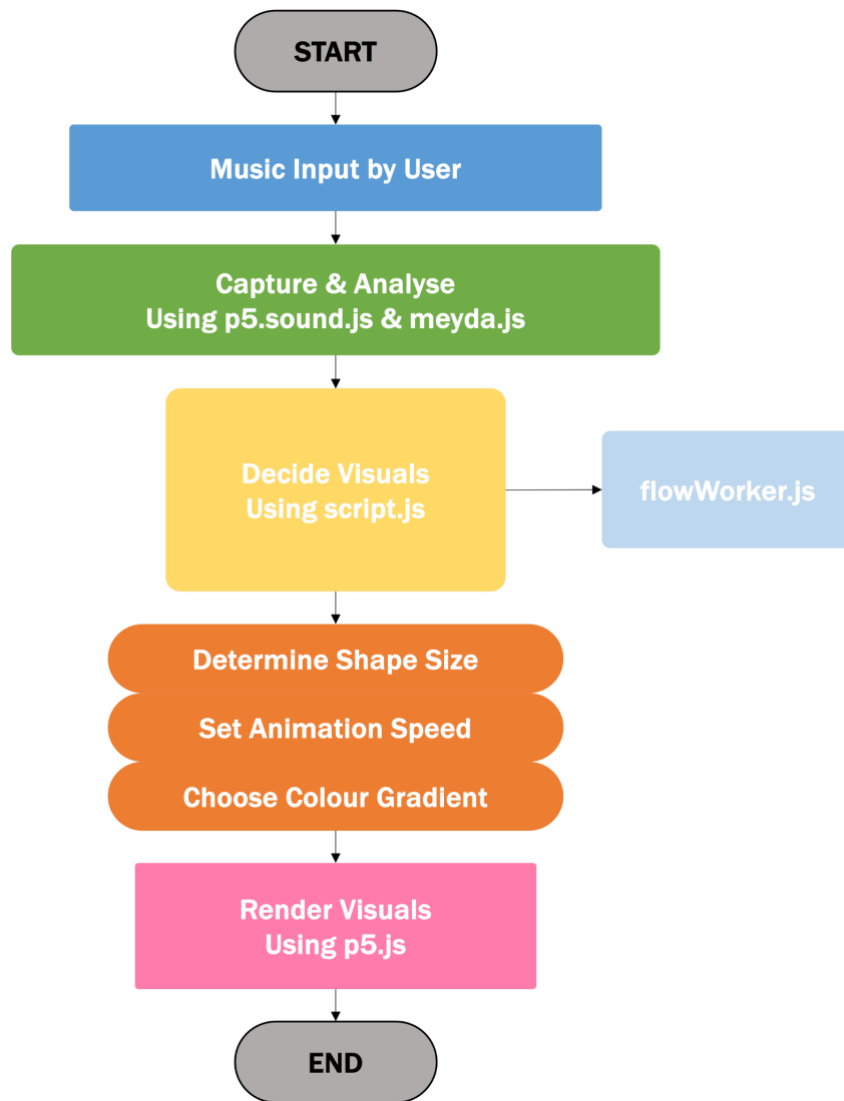 START
Music Input by User
Capture & Analyse
Using p5.sound.js & meyda.js
Decide Visuals
Using script.js
flowWorker.js
Determine Shape Size
Set Animation Speed
Choose Colour Gradient
Render Visuals
Using p5.js
END